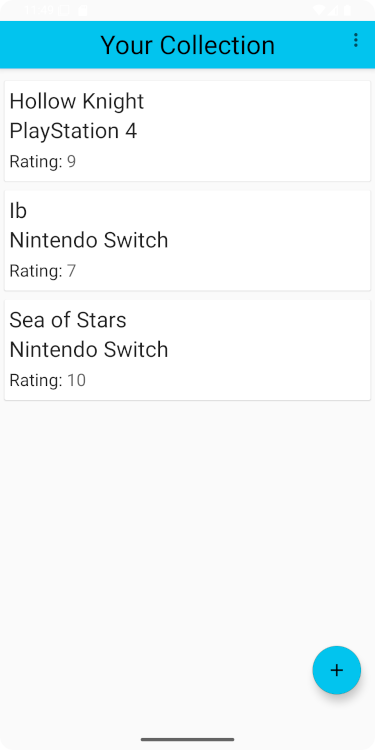 Your Collection
Hollow Knight
PlayStation 4
Rating: 9
Ib
Nintendo Switch
Rating: 7
Sea of Stars
Nintendo Switch
Rating: 10
+